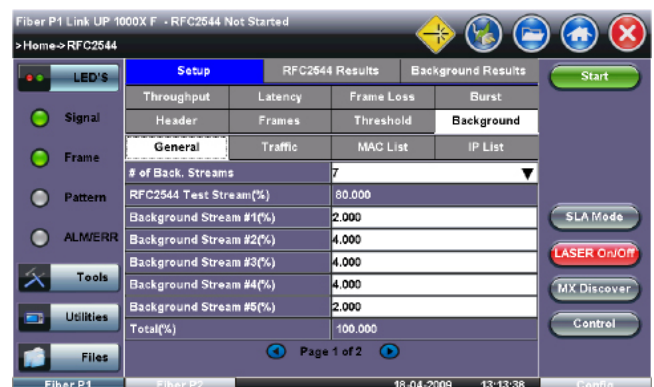 Fiber P1 Link UP 1000X F - RFC2544 Not Started
>Home->RFC2544
LED'S
Signal
Frame
Pattern
ALM/ERR
Tools
Utilities
Files
Setup RFC2544 Results Background Results
Throughput Latency Frame Loss Burst
Header Frames Threshold Background
General Traffic MAC List IP List
# of Back. Streams 7
RFC2544 Test Stream(%) 80.000
Background Stream #1(%) 2.000
Background Stream #2(%) 4.000
Background Stream #3(%) 4.000
Background Stream #4(%) 4.000
Background Stream #5(%) 2.000
Total(%) 100.000
Page 1 of 2
Start
SLA Mode
LASER On/Off
MX Discover
Control
Fiber P1 Fiber P2 18-04-2009 13:13:38 Config